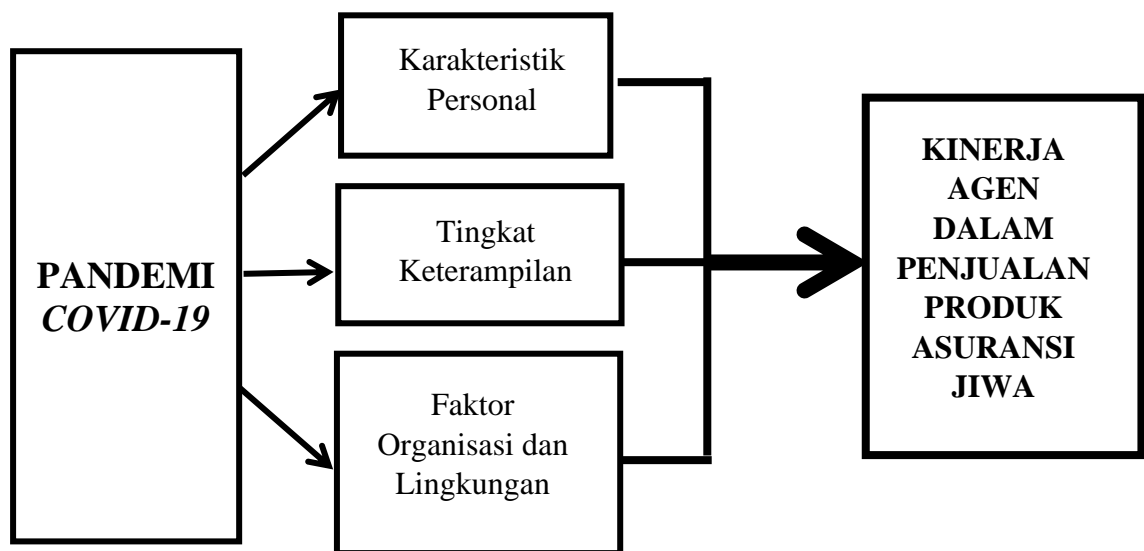 PANDEMI
COVID-19
Karakteristik
Personal
Tingkat
Keterampilan
Faktor
Organisasi dan
Lingkungan
KINERJA
AGEN
DALAM
PENJUALAN
PRODUK
ASURANSI
JIWA